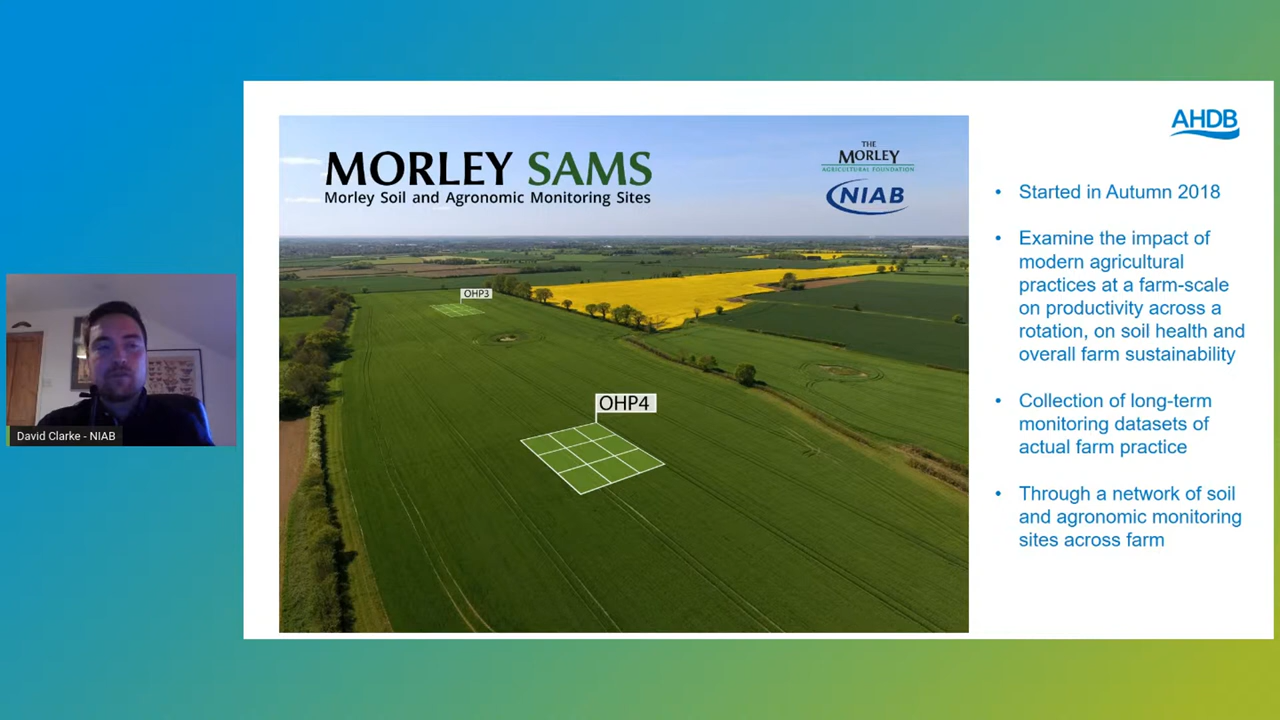 MORLEY SAMS
Morley Soil and Agronomic Monitoring Sites
THE
MORLEY
AGRICULTURAL FOUNDATION
NIAB
OHP3
OHP4
David Clarke - NIAB
AHDB
• Started in Autumn 2018
• Examine the impact of
modern agricultural
practices at a farm-scale
on productivity across a
rotation, on soil health and
overall farm sustainability
• Collection of long-term
monitoring datasets of
actual farm practice
• Through a network of soil
and agronomic monitoring
sites across farm